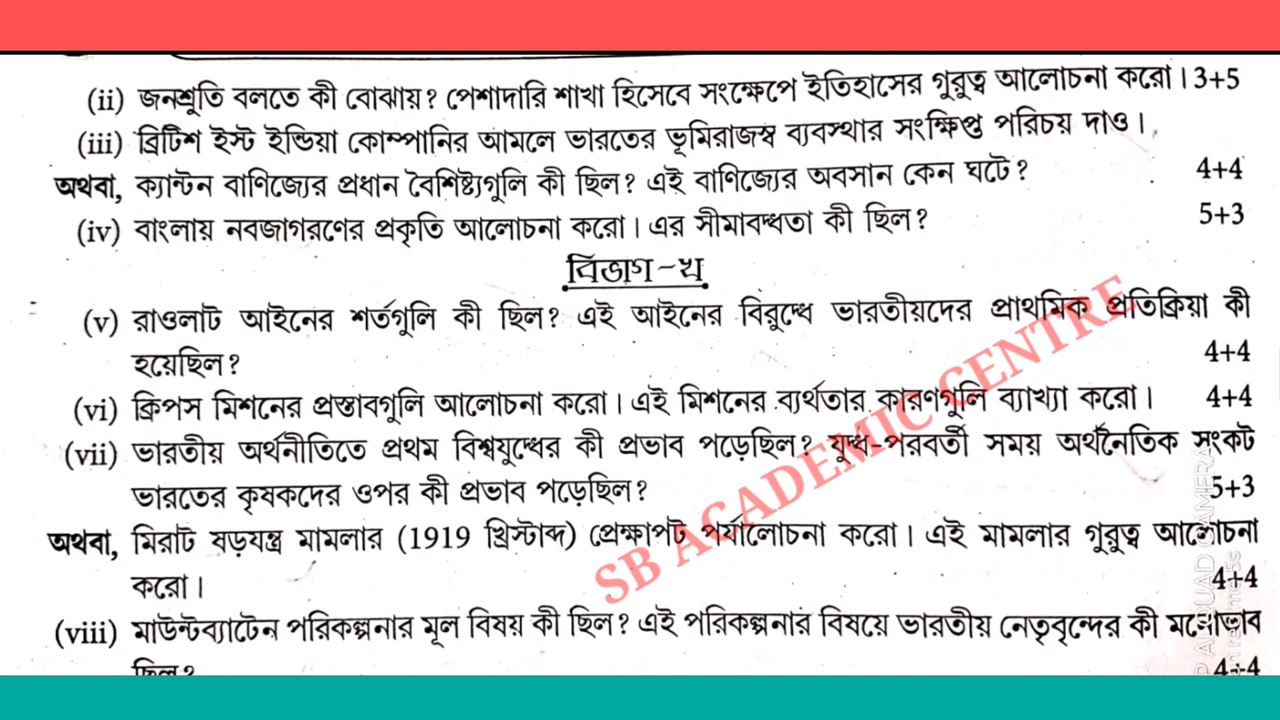 (ii) জনশ্রুতি বলতে কী বোঝায়? পেশাদারি শাখা হিসেবে সংক্ষেপে ইতিহাসের গুরুত্ব আলোচনা করো। 3+5
(iii) ব্রিটিশ ইস্ট ইন্ডিয়া কোম্পানির আমলে ভারতের ভূমিরাজস্ব ব্যবস্থার সংক্ষিপ্ত পরিচয় দাও।
অথবা, ক্যান্টন বাণিজ্যের প্রধান বৈশিষ্ট্যগুলি কী ছিল? এই বাণিজ্যের অবসান কেন ঘটে? 4+4
(iv) বাংলায় নবজাগরণের প্রকৃতি আলোচনা করো। এর সীমাবদ্ধতা কী ছিল? 5+3
বিভাগ-খ
(v) রাওলাট আইনের শর্তগুলি কী ছিল? এই আইনের বিরুদ্ধে ভারতীয়দের প্রাথমিক প্রতিক্রিয়া কী
হয়েছিল? 4+4
(vi) ক্রিপস মিশনের প্রস্তাবগুলি আলোচনা করো। এই মিশনের ব্যর্থতার কারণগুলি ব্যাখ্যা করো। 4+4
(vii) ভারতীয় অর্থনীতিতে প্রথম বিশ্বযুদ্ধের কী প্রভাব পড়েছিল? যুদ্ধ-পরবর্তী সময় অর্থনৈতিক সংকট
ভারতের কৃষকদের ওপর কী প্রভাব পড়েছিল? 5+3
অথবা, মিরাট ষড়যন্ত্র মামলার (1919 খ্রিস্টাব্দ) প্রেক্ষাপট পর্যালোচনা করো। এই মামলার গুরুত্ব আলোচনা
করো। 4+4
(viii) মাউন্টব্যাটেন পরিকল্পনার মূল বিষয় কী ছিল? এই পরিকল্পনার বিষয়ে ভারতীয় নেতৃবৃন্দের কী মনোভাব
ছিল? 4+4
SB ACADEMIC CENTRE